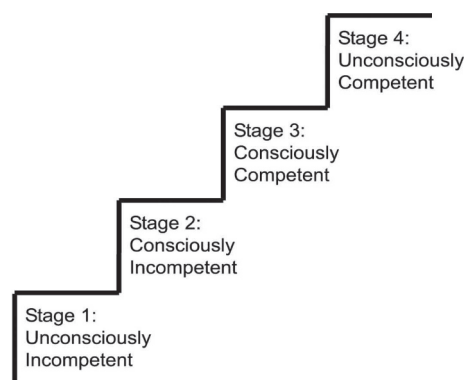 Stage 4:
Unconsciously
Competent
Stage 3:
Consciously
Competent
Stage 2:
Consciously
Incompetent
Stage 1:
Unconsciously
Incompetent